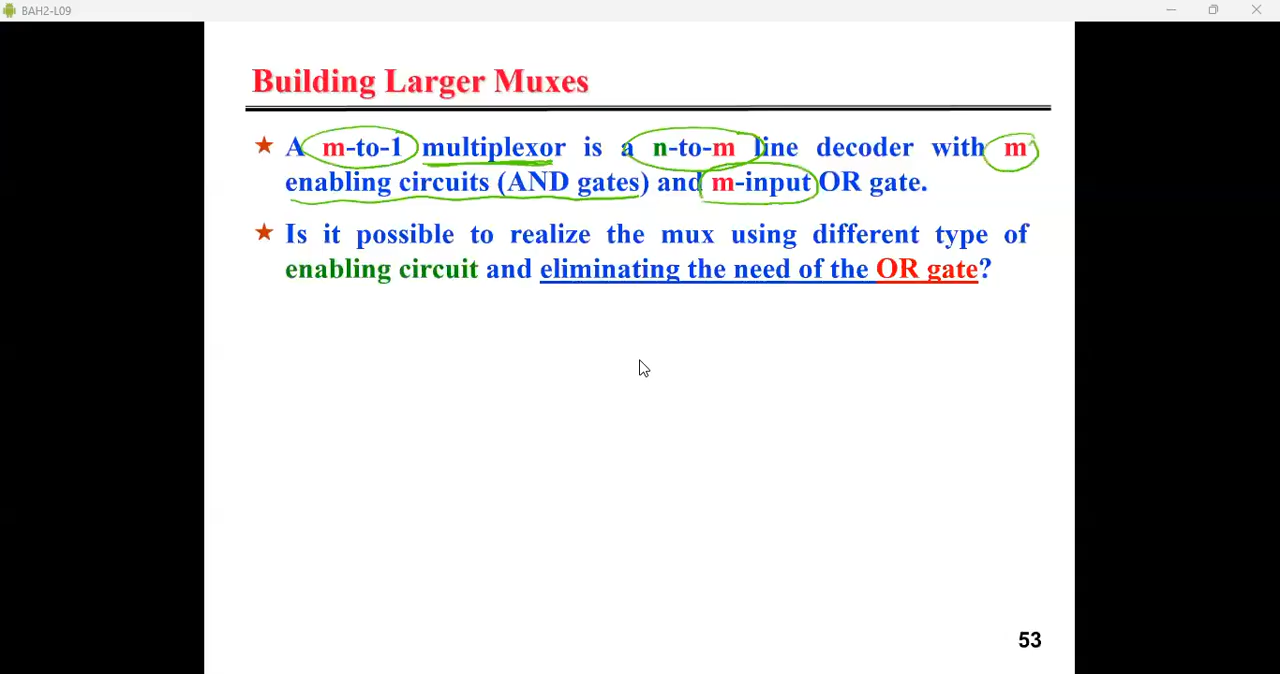 BAH2-L09
Building Larger Muxes
★ A m-to-1 multiplexor is a n-to-m line decoder with m
enabling circuits (AND gates) and m-input OR gate.
★ Is it possible to realize the mux using different type of
enabling circuit and eliminating the need of the OR gate?
53